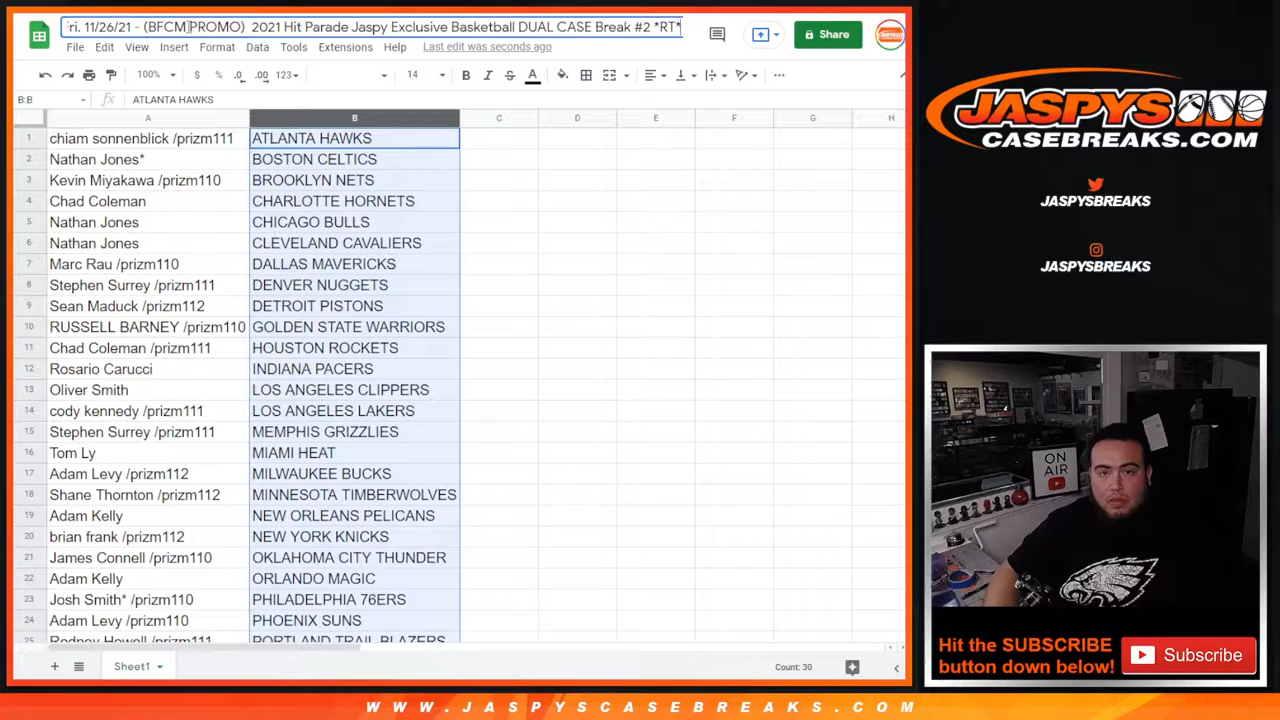 ri. 11/26/21 - (BFCM PROMO) 2021 Hit Parade Jaspy Exclusive Basketball DUAL CASE Break #2 *RT*
Share
File Edit View Insert Format Data Tools Extensions Help Last edit was seconds ago
100% $ % .0 .00 123 14 B I S A
B:B fx ATLANTA HAWKS
A B C D E F G H
1 chiam sonnenblick /prizm111 ATLANTA HAWKS
2 Nathan Jones* BOSTON CELTICS
3 Kevin Miyakawa /prizm110 BROOKLYN NETS
4 Chad Coleman CHARLOTTE HORNETS
5 Nathan Jones CHICAGO BULLS
6 Nathan Jones CLEVELAND CAVALIERS
7 Marc Rau /prizm110 DALLAS MAVERICKS
8 Stephen Surrey /prizm111 DENVER NUGGETS
9 Sean Maduck /prizm112 DETROIT PISTONS
10 RUSSELL BARNEY /prizm110 GOLDEN STATE WARRIORS
11 Chad Coleman /prizm111 HOUSTON ROCKETS
12 Rosario Carucci INDIANA PACERS
13 Oliver Smith LOS ANGELES CLIPPERS
14 cody kennedy /prizm111 LOS ANGELES LAKERS
15 Stephen Surrey /prizm111 MEMPHIS GRIZZLIES
16 Tom Ly MIAMI HEAT
17 Adam Levy /prizm112 MILWAUKEE BUCKS
18 Shane Thornton /prizm112 MINNESOTA TIMBERWOLVES
19 Adam Kelly NEW ORLEANS PELICANS
20 brian frank /prizm112 NEW YORK KNICKS
21 James Connell /prizm110 OKLAHOMA CITY THUNDER
22 Adam Kelly ORLANDO MAGIC
23 Josh Smith* /prizm110 PHILADELPHIA 76ERS
24 Adam Levy /prizm110 PHOENIX SUNS
25 Rodney Howell /prizm111 PORTLAND TRAIL BLAZERS
Sheet1
Count: 30
JASPYS
CASEBREAKS.COM
JASPYSBREAKS
JASPYSBREAKS
ON
AIR
Hit the SUBSCRIBE
button down below!
Subscribe
WWW.JASPYSCASEBREAKS.COM